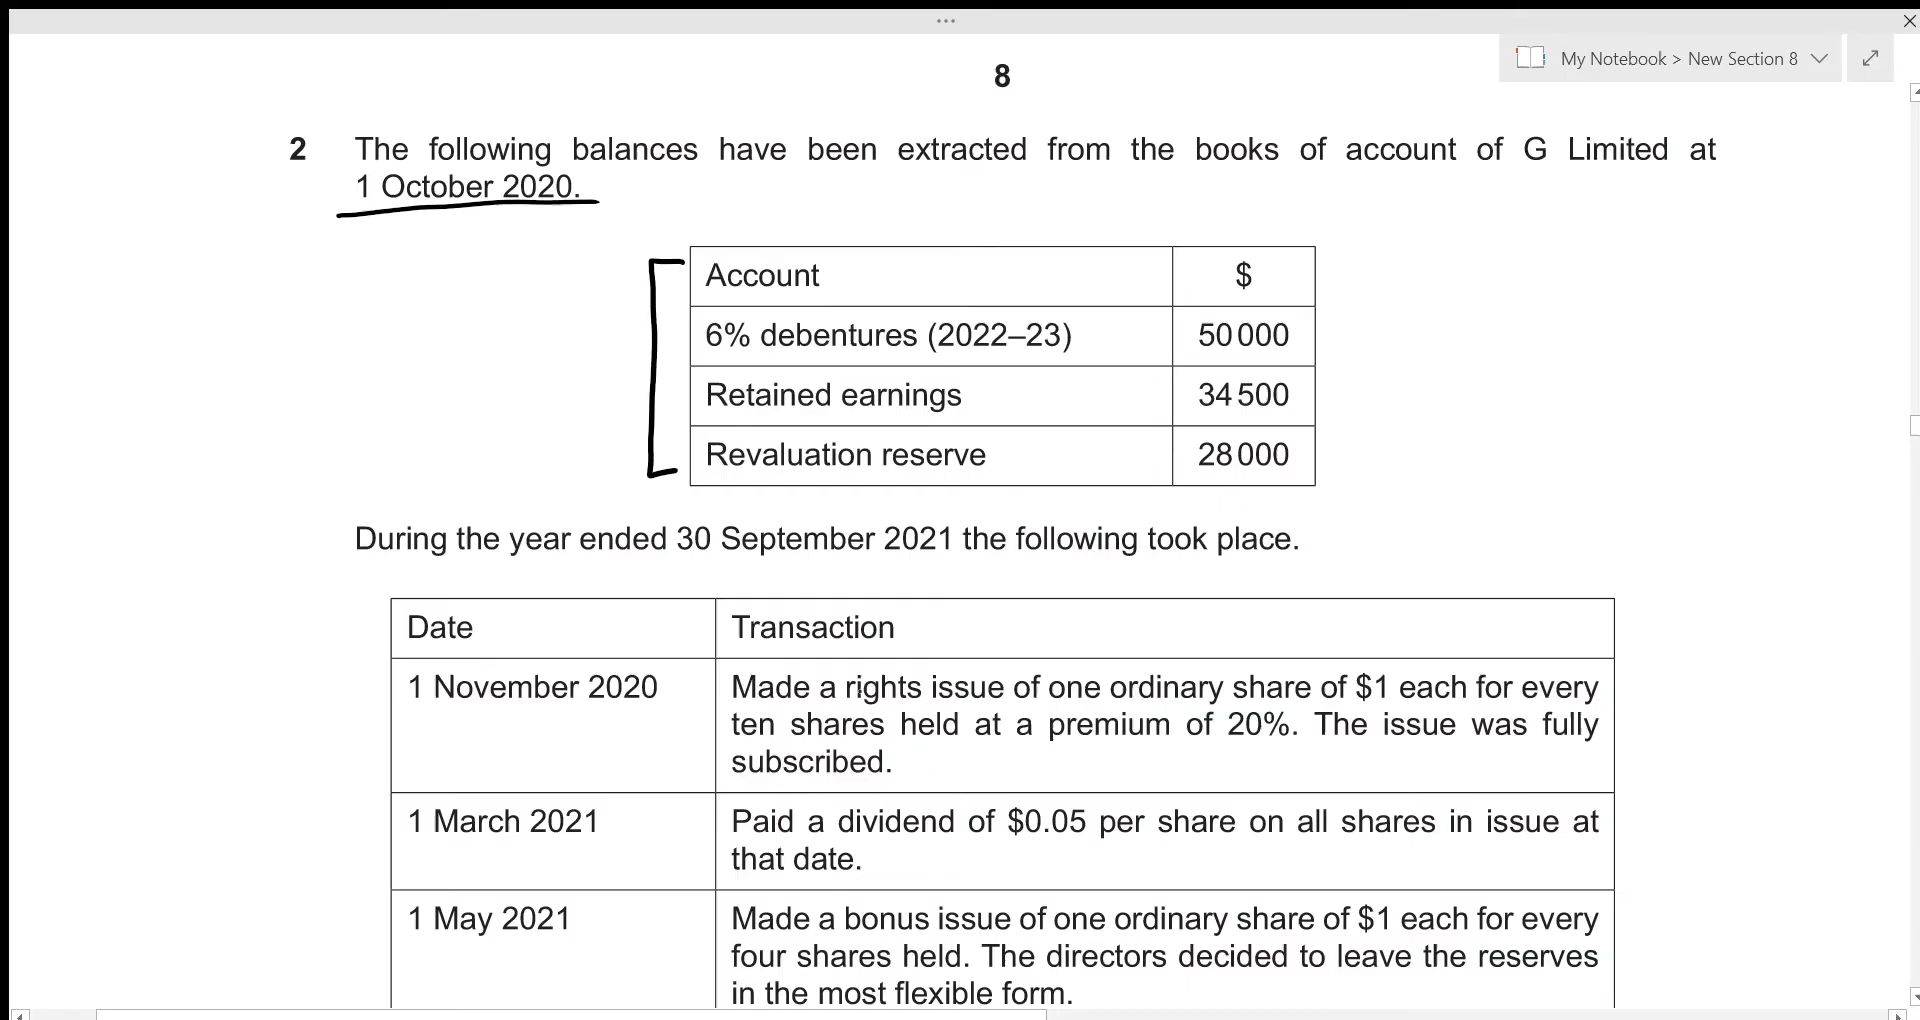 My Notebook > New Section 8
8
2 The following balances have been extracted from the books of account of G Limited at
1 October 2020.
Account $
6% debentures (2022–23) 50 000
Retained earnings 34 500
Revaluation reserve 28 000
During the year ended 30 September 2021 the following took place.
Date Transaction
1 November 2020 Made a rights issue of one ordinary share of $1 each for every
ten shares held at a premium of 20%. The issue was fully
subscribed.
1 March 2021 Paid a dividend of $0.05 per share on all shares in issue at
that date.
1 May 2021 Made a bonus issue of one ordinary share of $1 each for every
four shares held. The directors decided to leave the reserves
in the most flexible form.